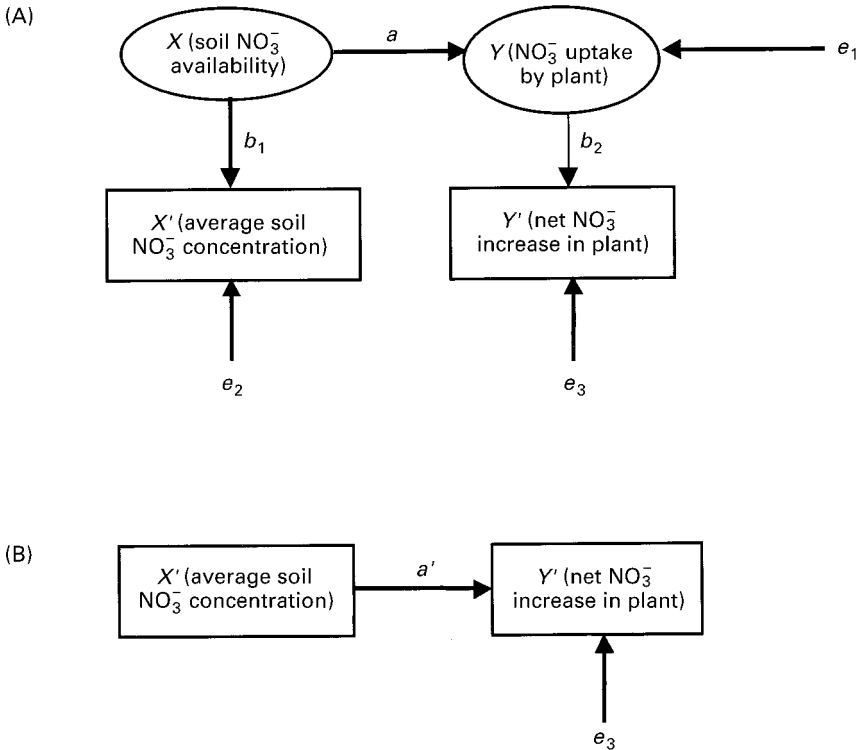 (A)
X (soil NO₃⁻
availability)
a
Y (NO₃⁻ uptake
by plant)
e₁
b₁
b₂
X' (average soil
NO₃⁻ concentration)
Y' (net NO₃⁻
increase in plant)
e₂
e₃
(B)
X' (average soil
NO₃⁻ concentration)
a'
Y' (net NO₃⁻
increase in plant)
e₃